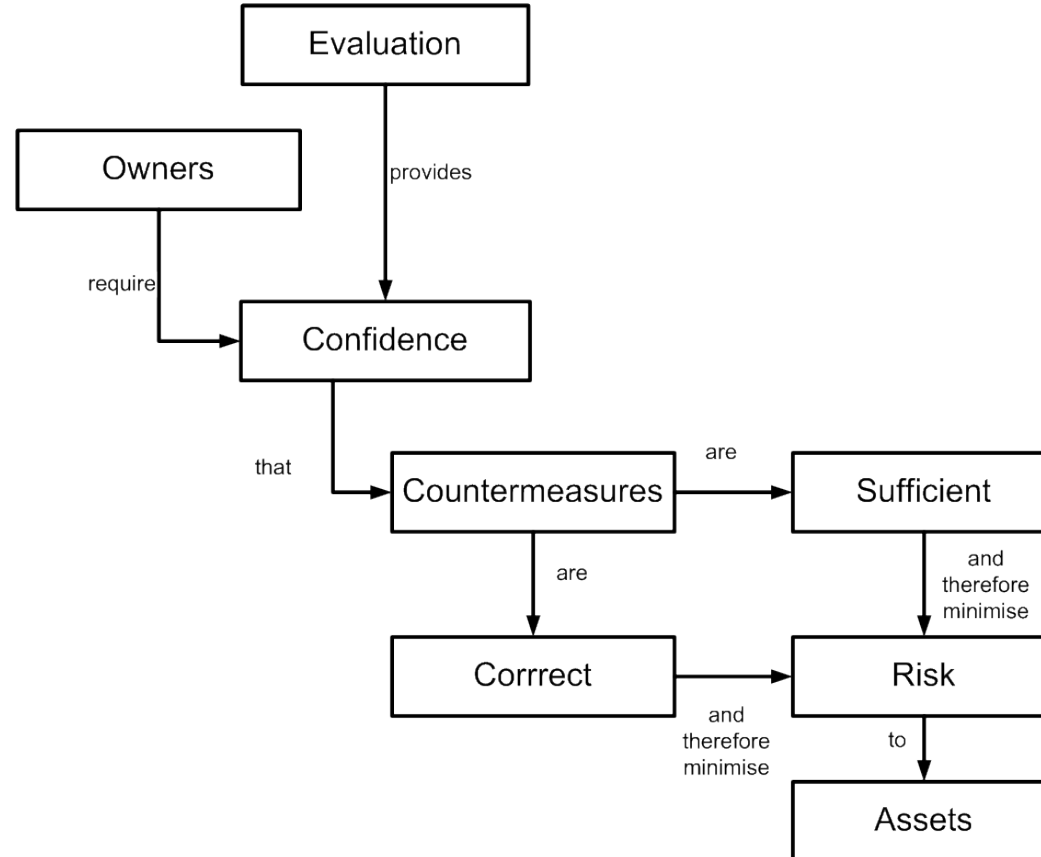 Evaluation
Owners
provides
require
Confidence
that
Countermeasures
are
Sufficient
are
and
therefore
minimise
Corrrect
and
therefore
minimise
Risk
to
Assets